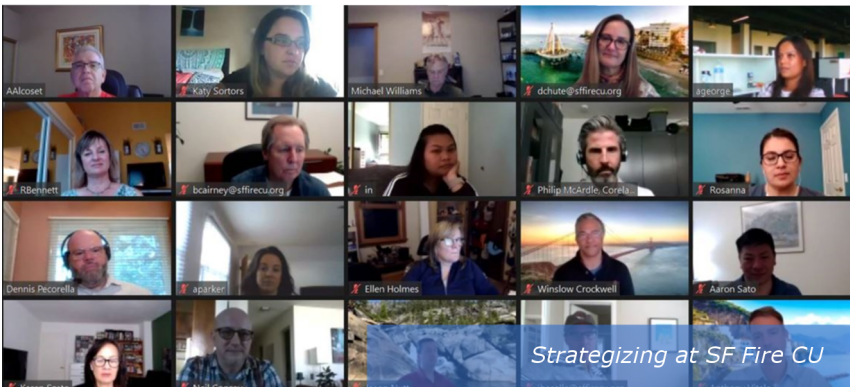 AAlcoset
Katy Sortors
Michael Williams
dchute@sffirecu.org
ageorge
RBennett
bcairney@sffirecu.org
in
Philip McArdle, Corela...
Rosanna
Dennis Pecorella
aparker
Ellen Holmes
Winslow Crockwell
Aaron Sato
Strategizing at SF Fire CU